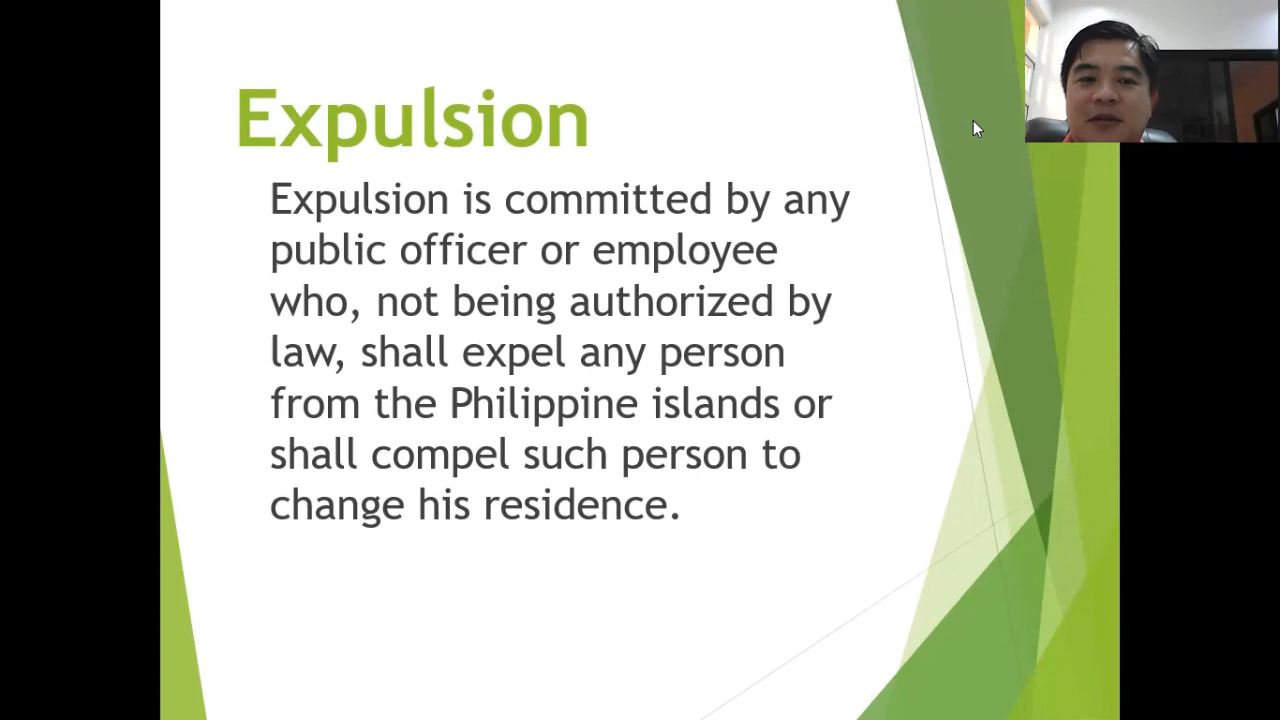 Expulsion
Expulsion is committed by any
public officer or employee
who, not being authorized by
law, shall expel any person
from the Philippine islands or
shall compel such person to
change his residence.